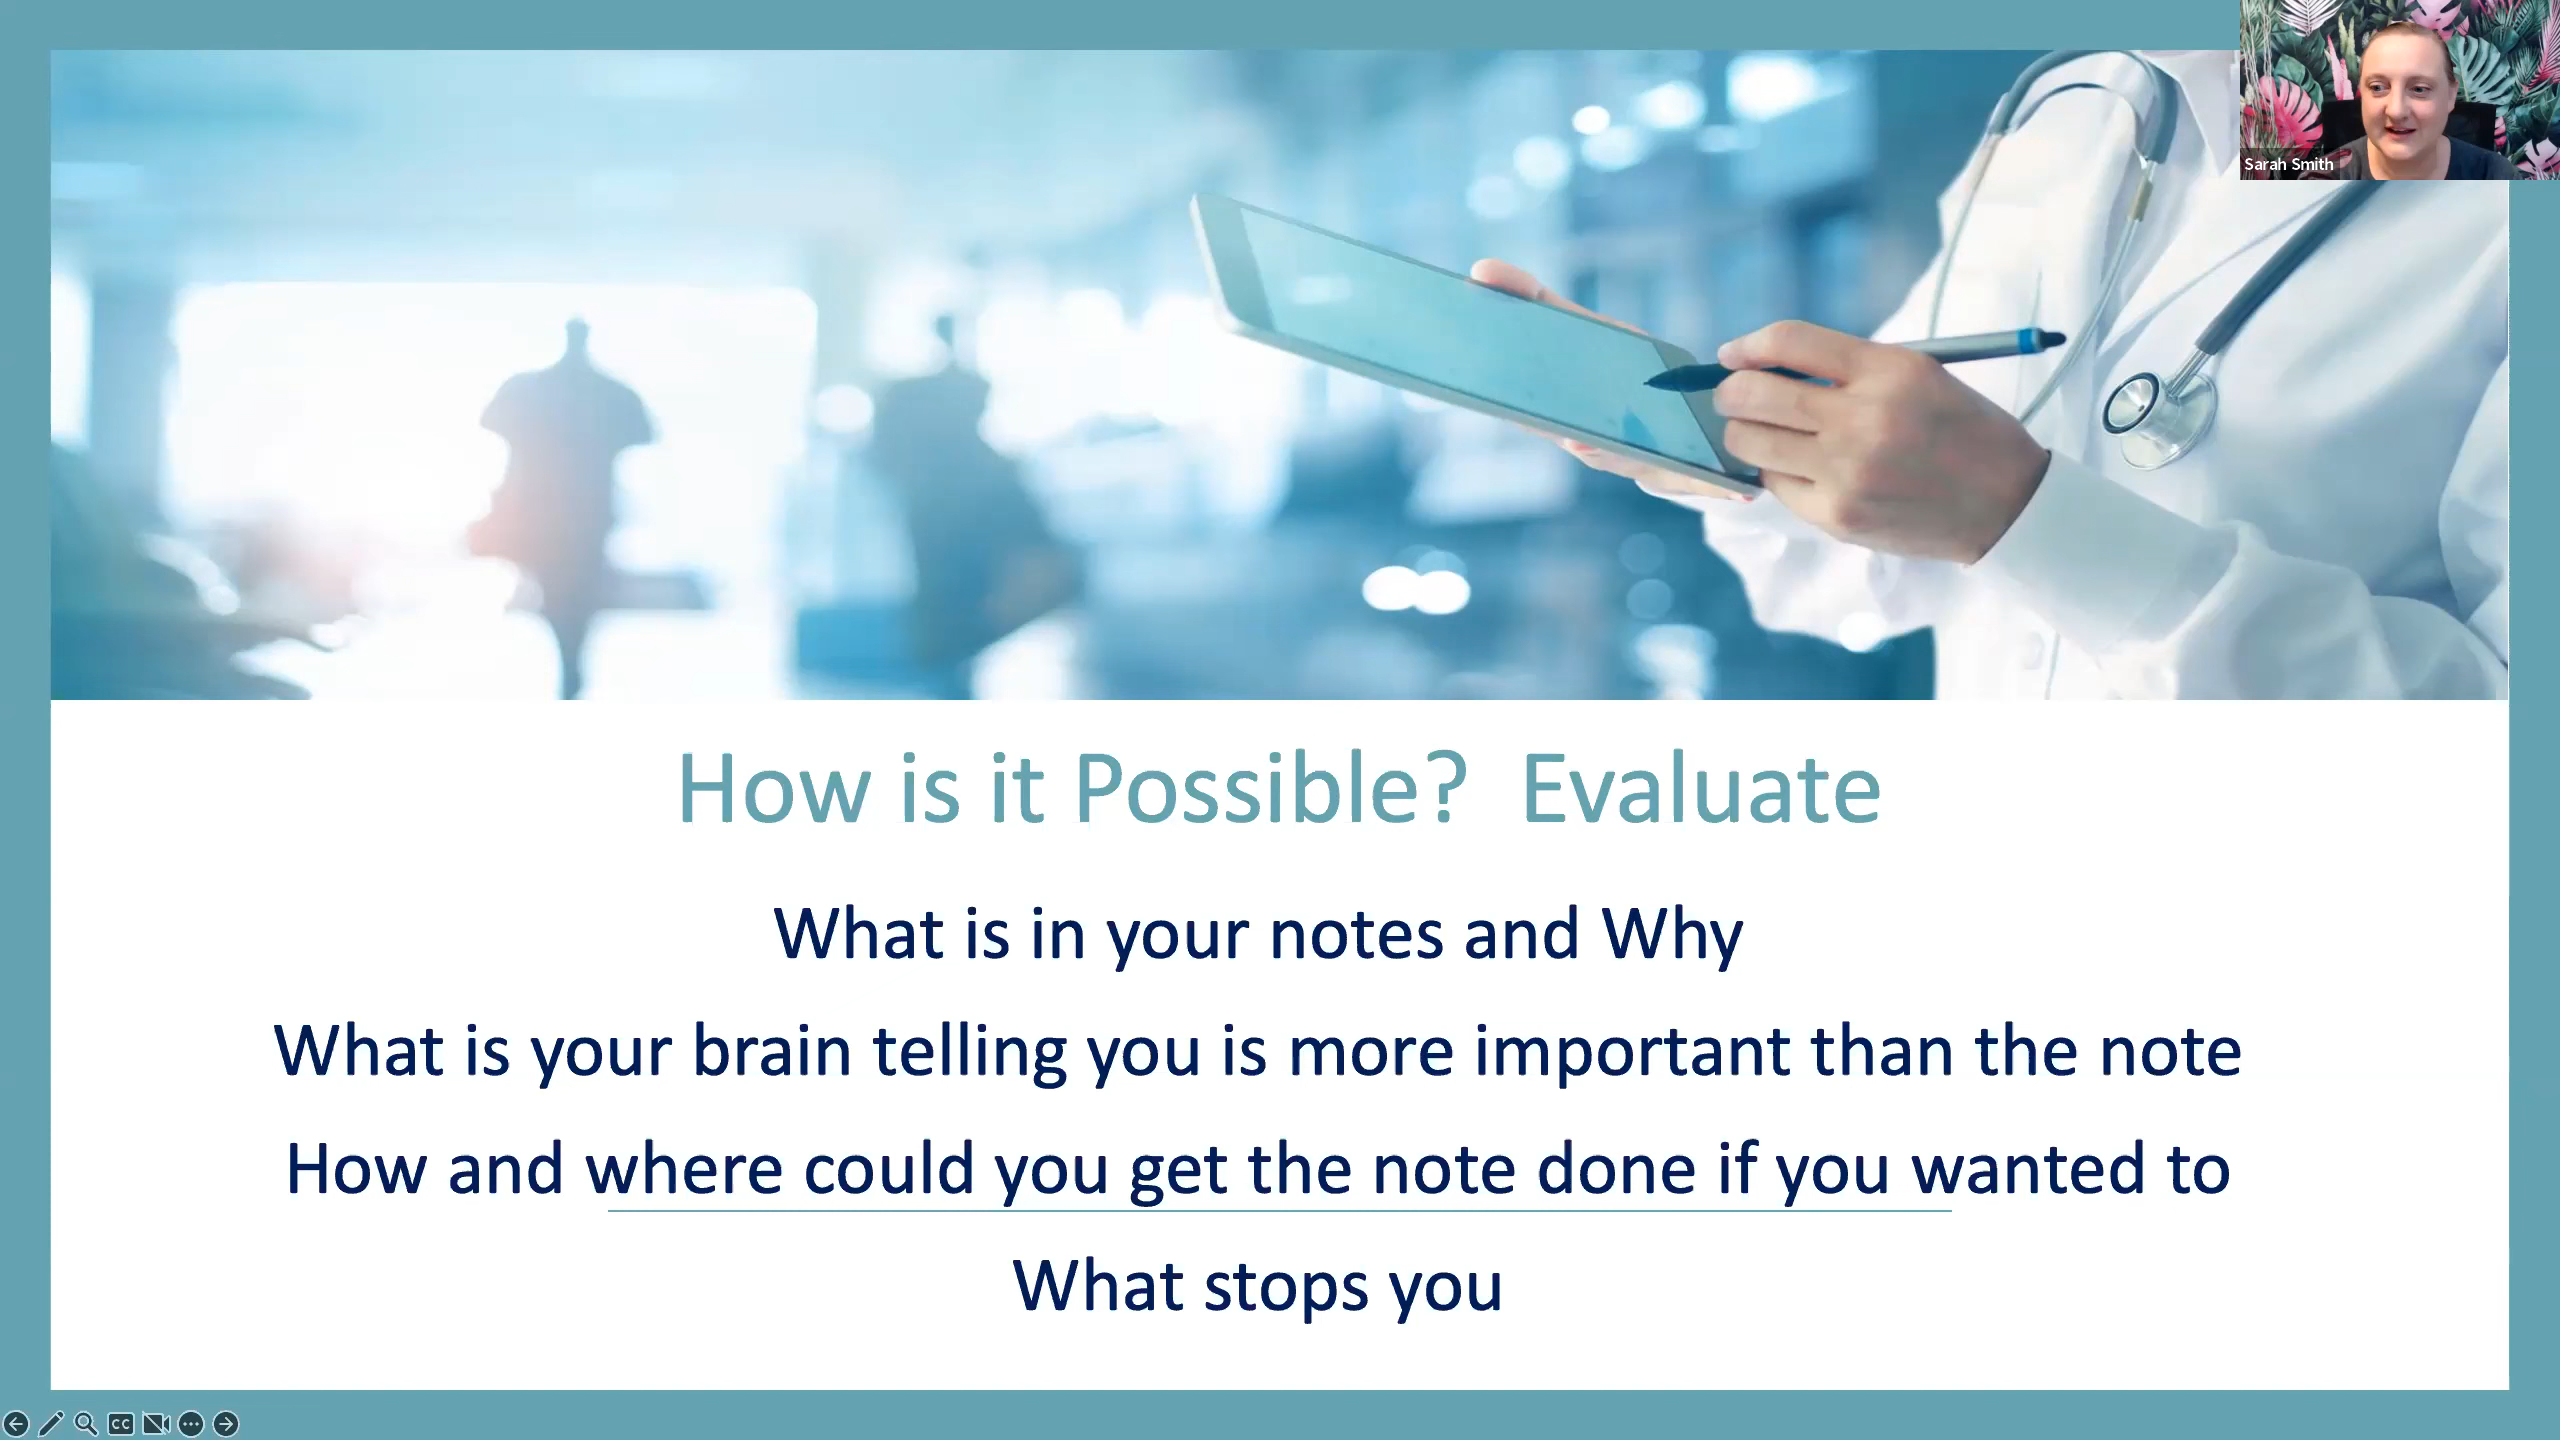 Sarah Smith
How is it Possible?  Evaluate
What is in your notes and Why
What is your brain telling you is more important than the note
How and where could you get the note done if you wanted to
What stops you
CC